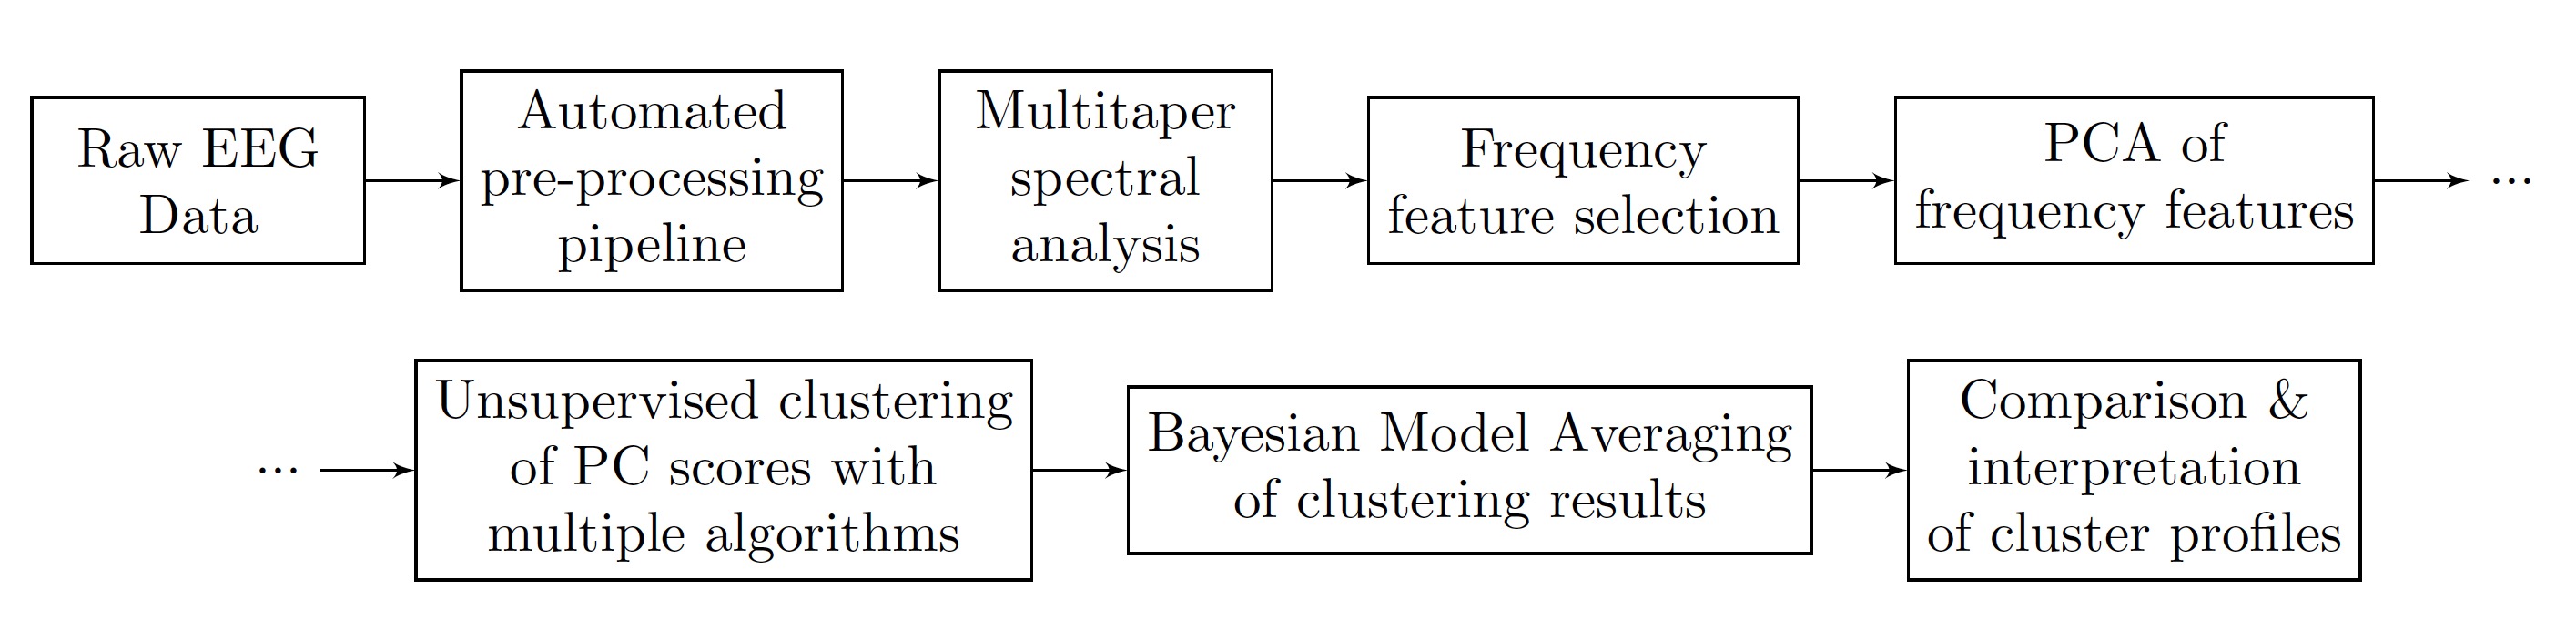 Raw EEG
Data
Automated
pre-processing
pipeline
Multitaper
spectral
analysis
Frequency
feature selection
PCA of
frequency features
...
...
Unsupervised clustering
of PC scores with
multiple algorithms
Bayesian Model Averaging
of clustering results
Comparison &
interpretation
of cluster profiles